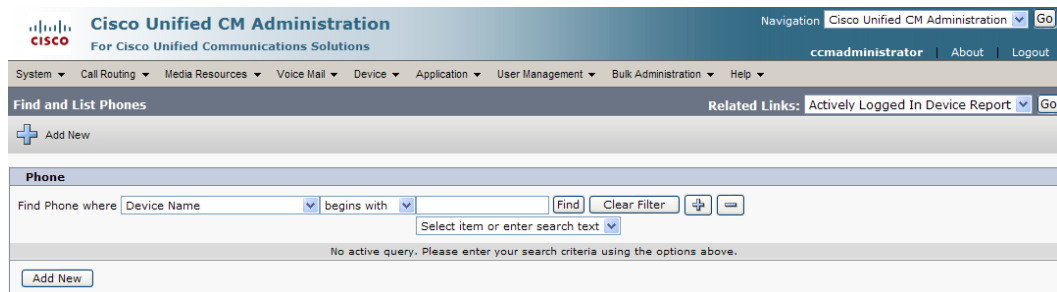 Cisco Unified CM Administration
Navigation Cisco Unified CM Administration Go
CISCO
For Cisco Unified Communications Solutions
ccmadministrator | About | Logout
System Call Routing Media Resources Voice Mail Device Application User Management Bulk Administration Help
Find and List Phones
Related Links: Actively Logged In Device Report Go
Add New
Phone
Find Phone where Device Name begins with Find Clear Filter
Select item or enter search text
No active query. Please enter your search criteria using the options above.
Add New